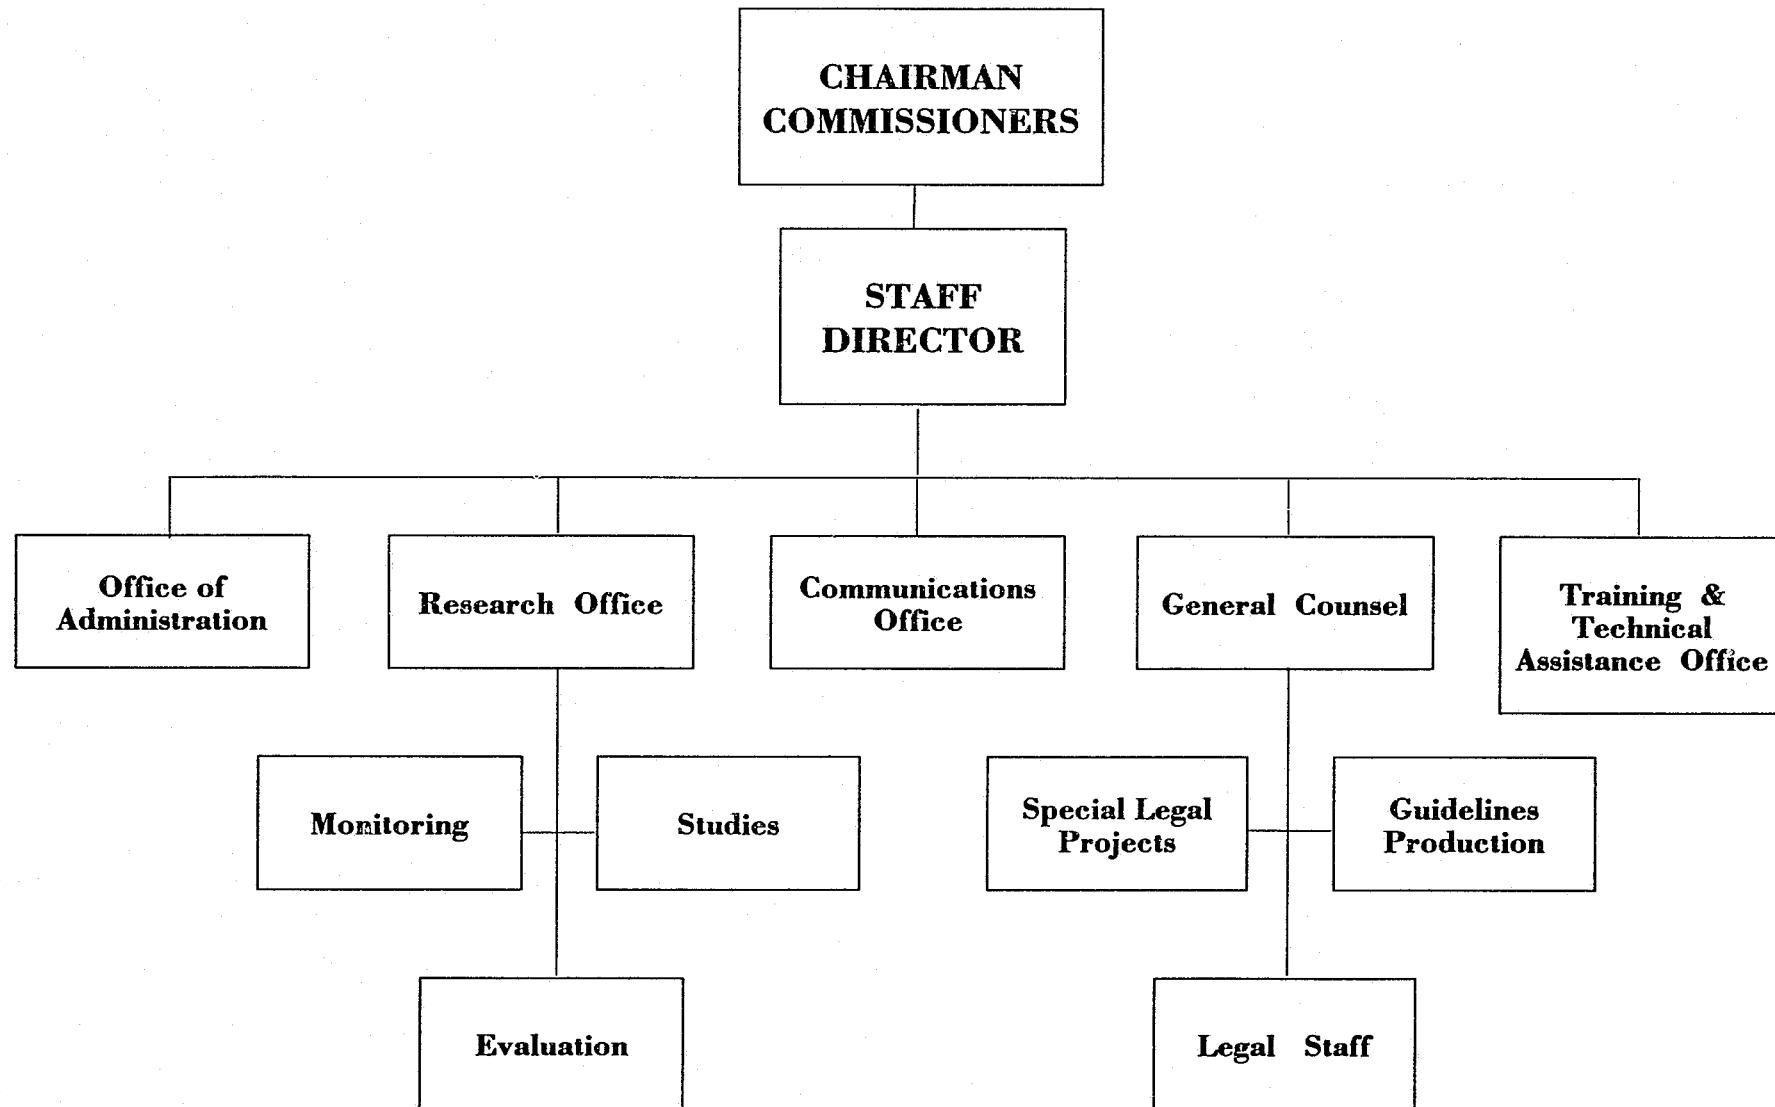 CHAIRMAN
COMMISSIONERS
STAFF
DIRECTOR
Office of
Administration
Research Office
Communications
Office
General Counsel
Training &
Technical
Assistance Office
Monitoring
Studies
Special Legal
Projects
Guidelines
Production
Evaluation
Legal Staff